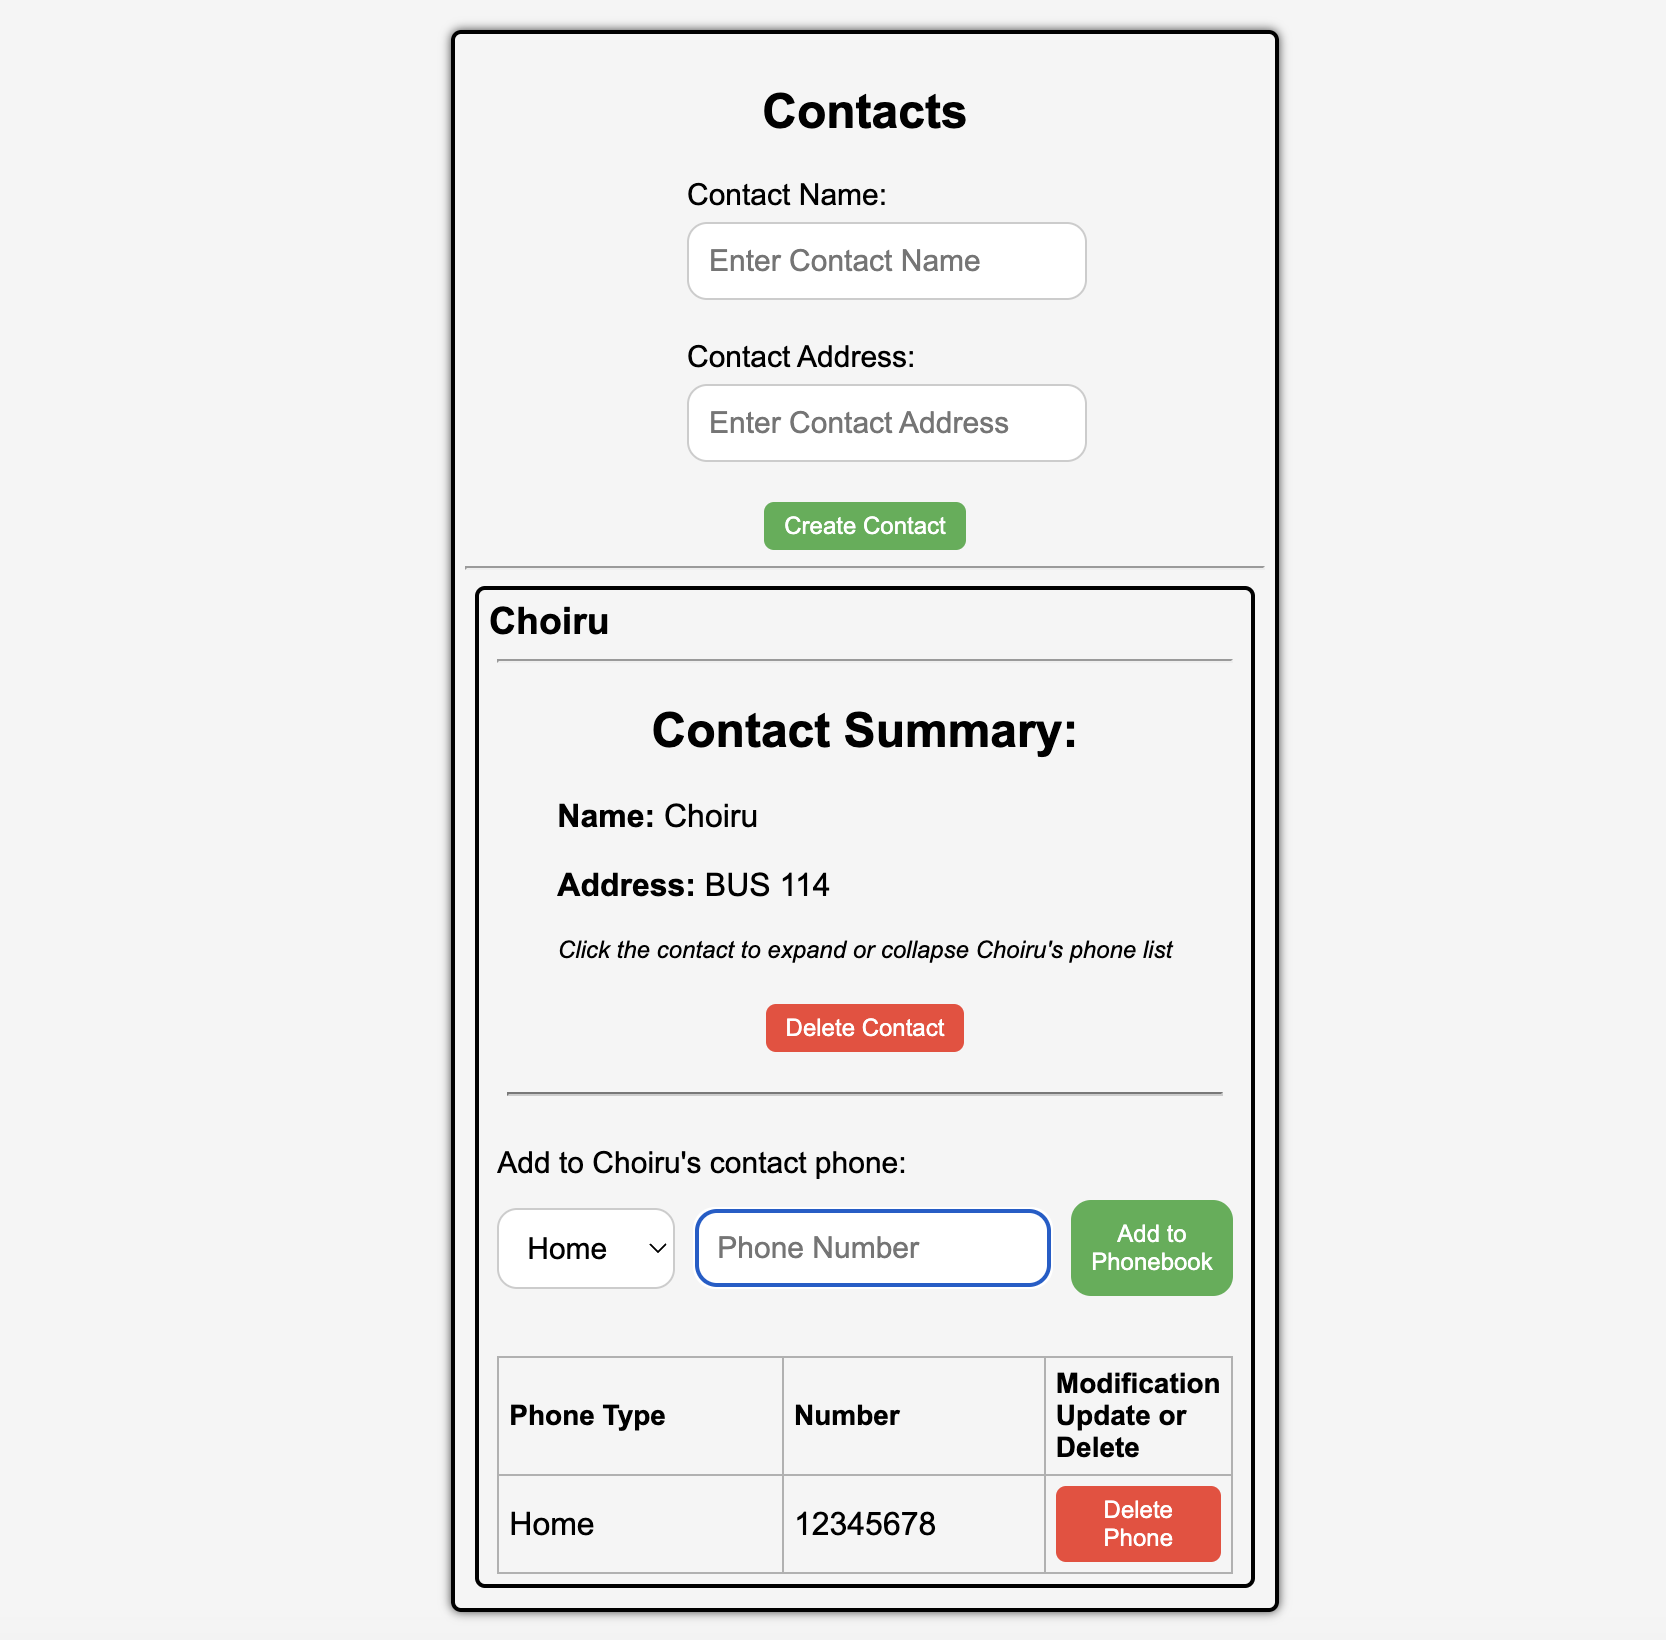 Contacts
Contact Name:
Enter Contact Name
Contact Address:
Enter Contact Address
Create Contact
Choiru
Contact Summary:
Name: Choiru
Address: BUS 114
Click the contact to expand or collapse Choiru's phone list
Delete Contact
Add to Choiru's contact phone:
Home
Phone Number
Add to
Phonebook
Phone Type
Number
Modification
Update or
Delete
Home
12345678
Delete
Phone